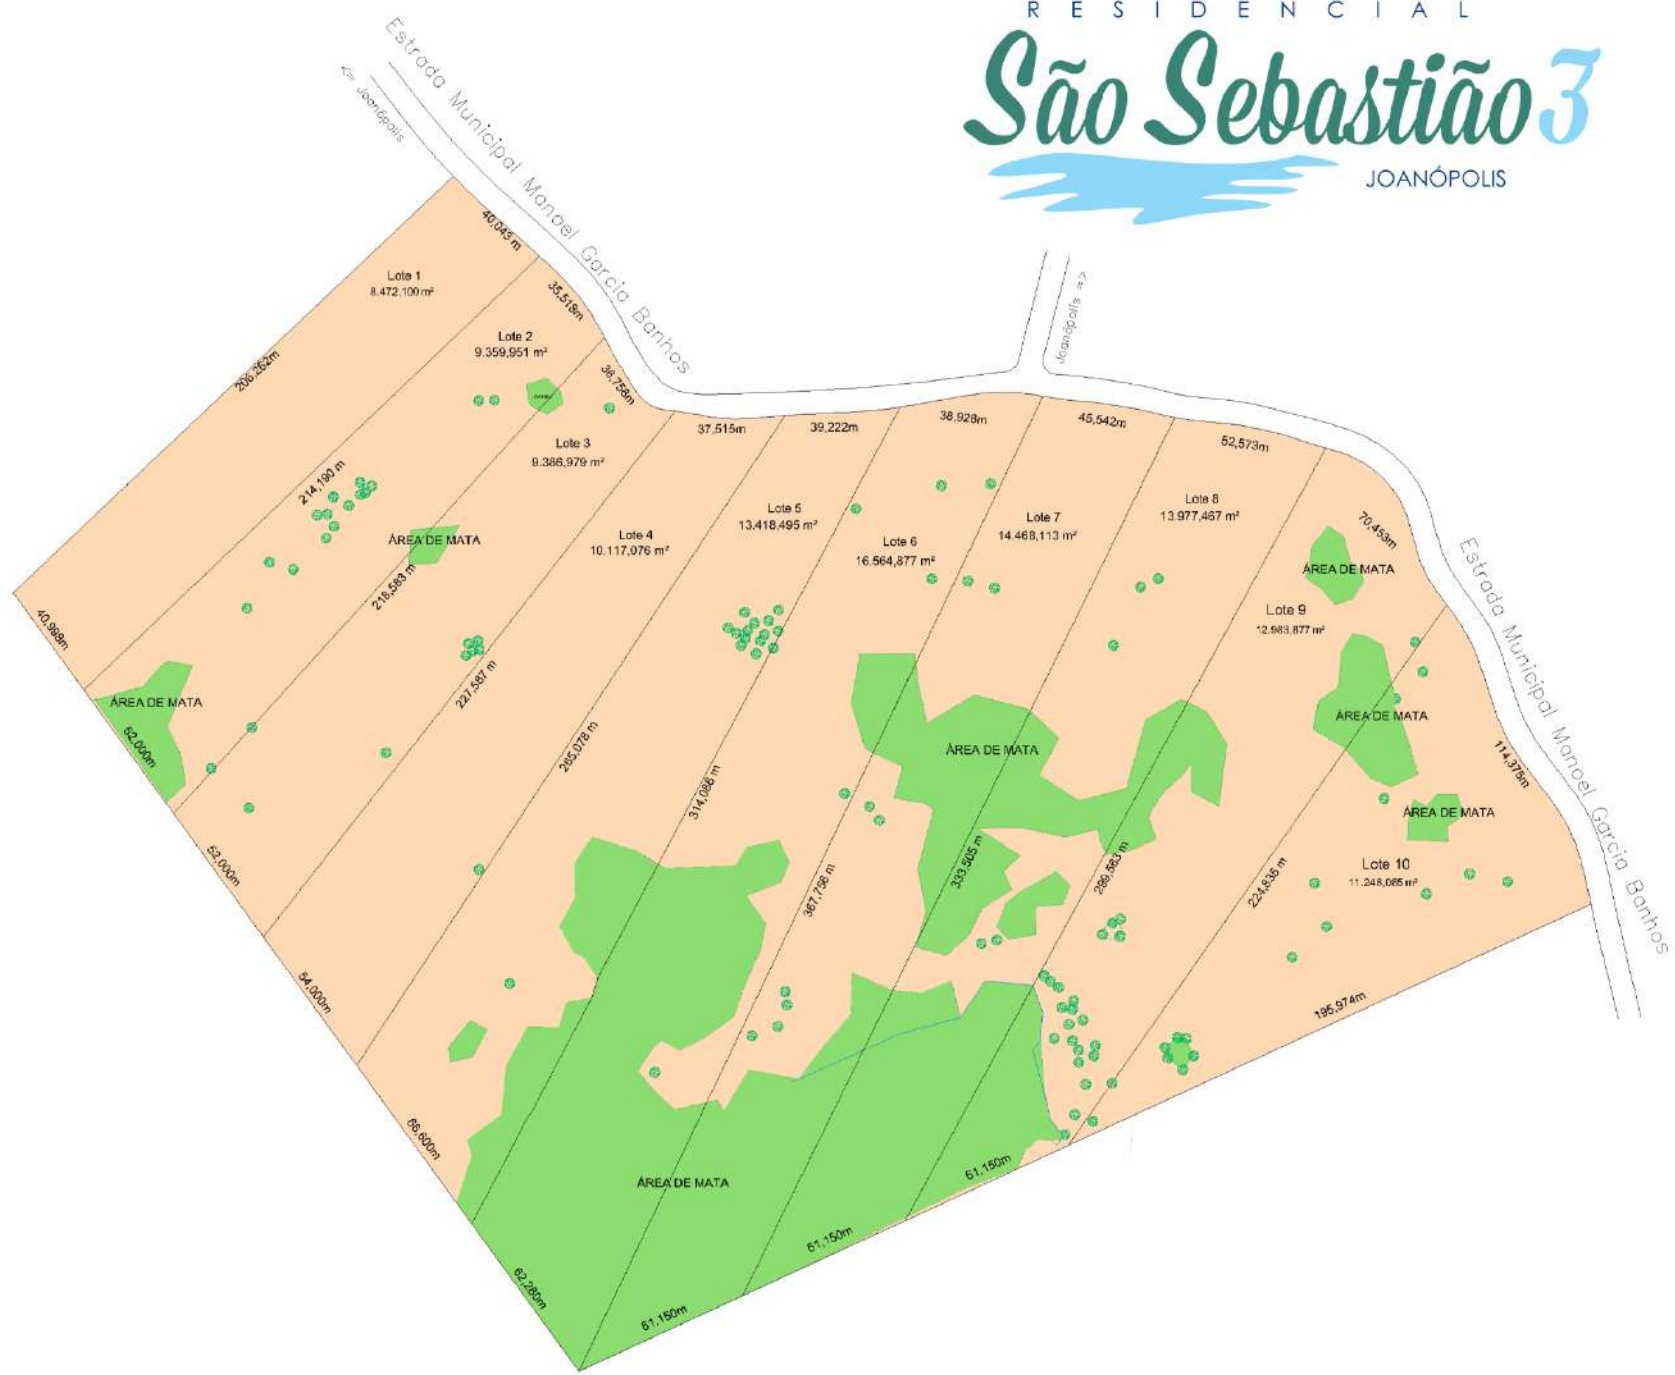 RESIDENCIAL
São Sebastião 3
JOANÓPOLIS
Estrada Municipal Manoel Garcia Banhos
<= Joanópolis
Joanópolis =>
Estrada Municipal Manoel Garcia Banhos
40,043 m
35,518m
36,758m
37,515m
39,222m
38,928m
45,542m
52,573m
70,453m
114,375m
Lote 1
8.472,100 m²
Lote 2
9.359,951 m²
Lote 3
9.386,979 m²
Lote 4
10.117,076 m²
Lote 5
13.418,495 m²
Lote 6
16.564,877 m²
Lote 7
14.468,113 m²
Lote 8
13.977,467 m²
Lote 9
12.983,877 m²
Lote 10
11.248,085 m²
206,262m
214,190 m
218,583 m
227,587 m
265,078 m
314,086 m
367,756 m
333,505 m
289,583 m
224,835 m
195,974m
ÁREA DE MATA
ÁREA DE MATA
ÁREA DE MATA
ÁREA DE MATA
ÁREA DE MATA
ÁREA DE MATA
ÁREA DE MATA
40,998m
52,000m
52,000m
54,000m
66,600m
62,280m
61,150m
61,150m
61,150m